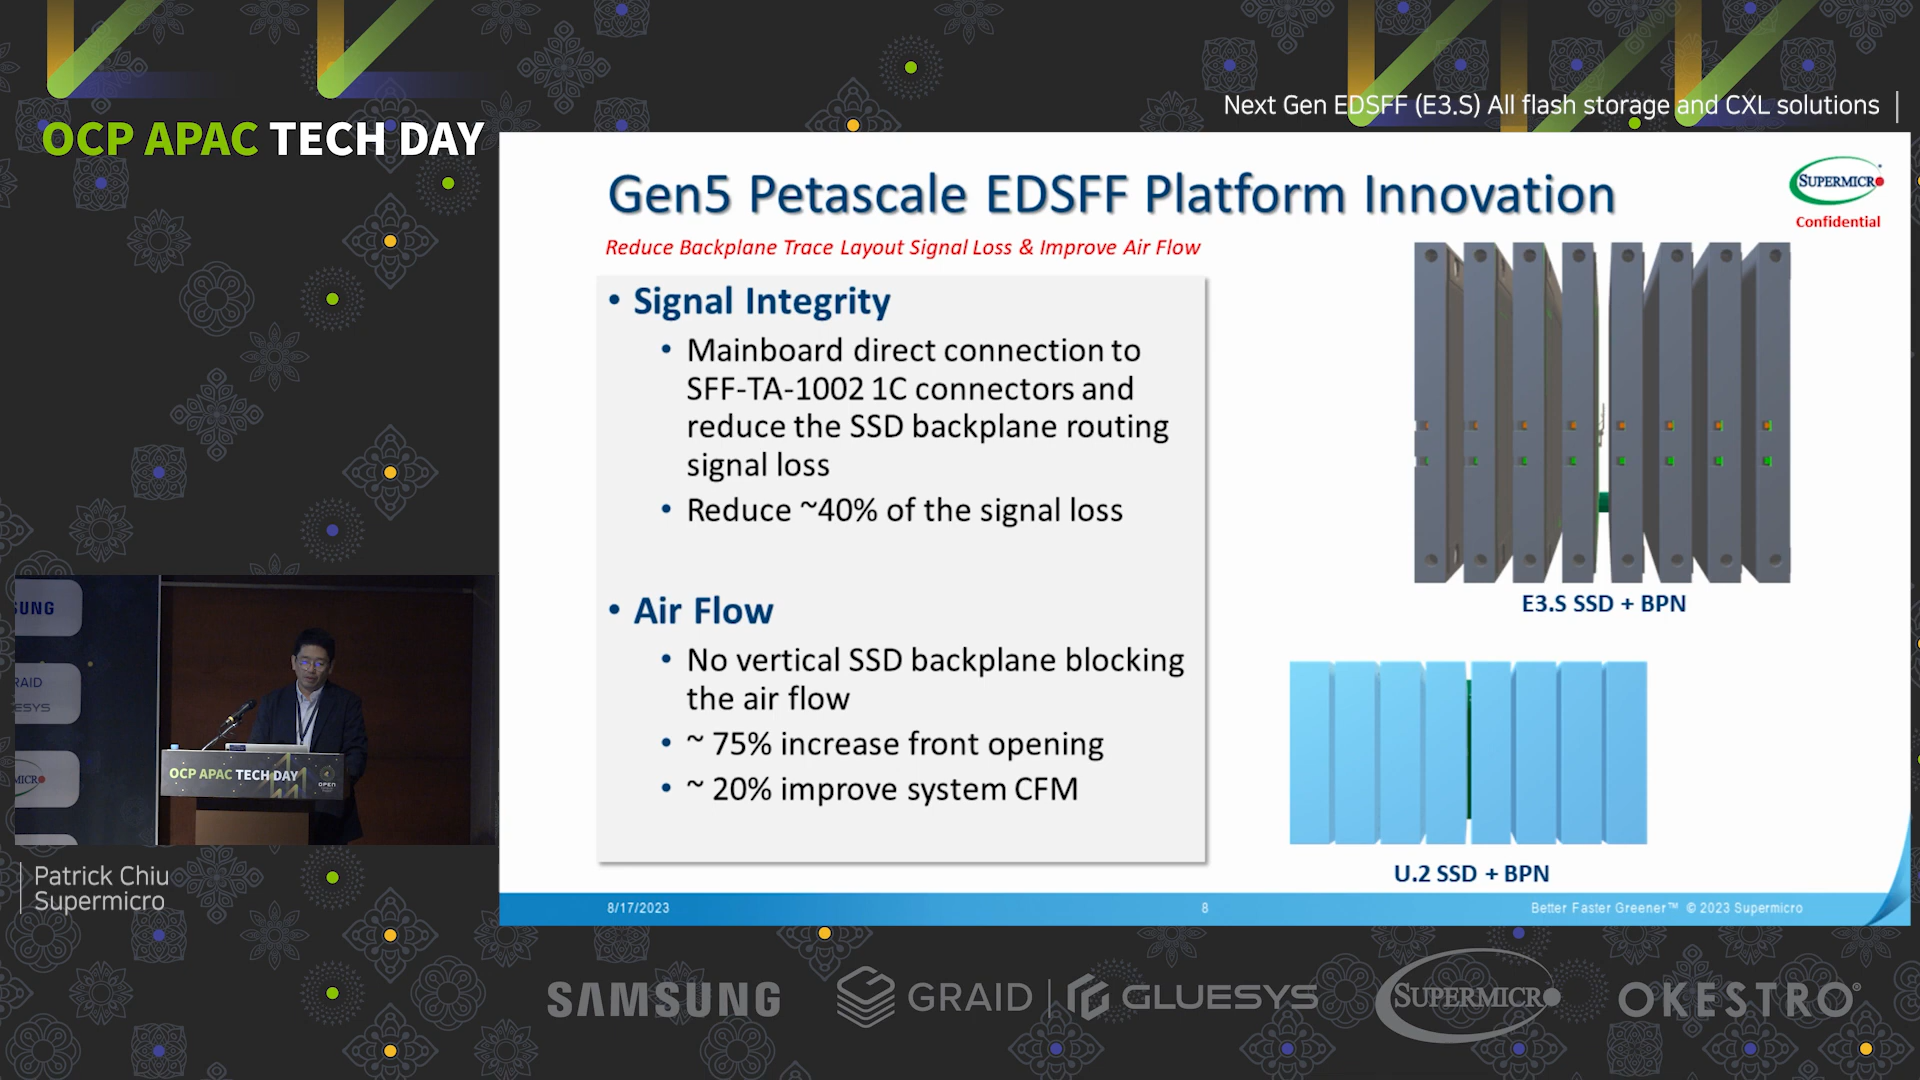 OCP APAC TECH DAY
Next Gen EDSFF (E3.S) All flash storage and CXL solutions
Gen5 Petascale EDSFF Platform Innovation
SUPERMICRO
Confidential
Reduce Backplane Trace Layout Signal Loss & Improve Air Flow
• Signal Integrity
• Mainboard direct connection to
SFF-TA-1002 1C connectors and
reduce the SSD backplane routing
signal loss
• Reduce ~40% of the signal loss
• Air Flow
• No vertical SSD backplane blocking
the air flow
• ~ 75% increase front opening
• ~ 20% improve system CFM
E3.S SSD + BPN
U.2 SSD + BPN
8/17/2023
8
Better Faster Greener™ © 2023 Supermicro
SUNG
RAID
ESYS
MICRO
OCP APAC TECH DAY
OPEN
Patrick Chiu
Supermicro
SAMSUNG
GRAID
GLUESYS
SUPERMICRO
OKESTRO®